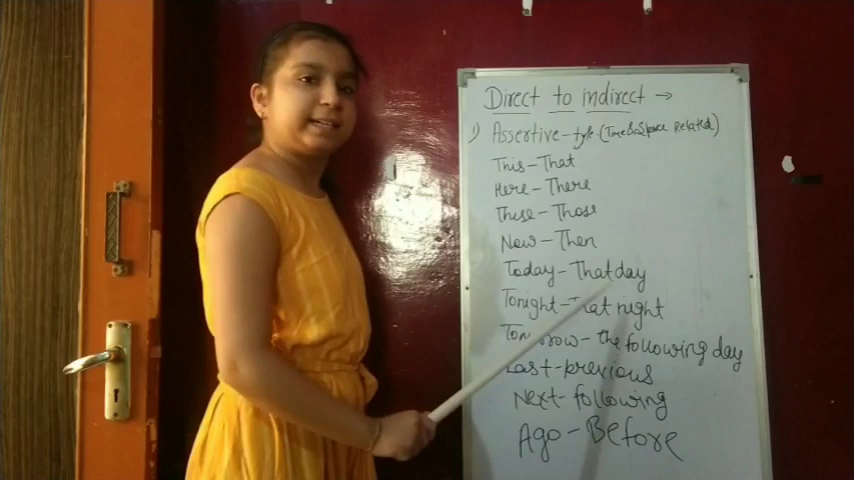 Direct to indirect →
1) Assertive-type-(Time & Space Related)
This-That
Here-There
These-Those
Now-Then
Today-That day
Tonight-That night
Tomorrow-the following day
Last-previous
Next-following
Ago-Before